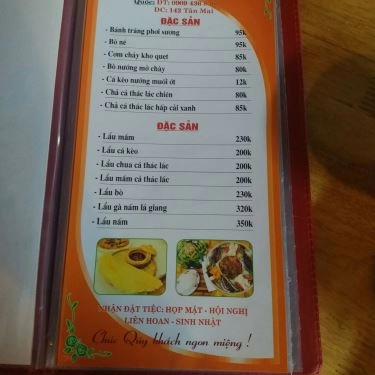 Quốc: ĐT: 0909 436
ĐC: 142 Tân Mai
ĐẶC SẢN
- Bánh tráng phơi sương 95k
- Bò né 95k
- Cơm cháy kho quẹt 85k
- Bò nướng mỡ chày 80k
- Cá kèo nướng muối ớt 12k
- Chả cá thác lác chiên 80k
- Chả cá thác lác hấp cải xanh 85k
ĐẶC SẢN
- Lẩu mắm 230k
- Lẩu cá kèo 200k
- Lẩu chua cá thác lác 200k
- Lẩu mắm cá thác lác 200k
- Lẩu bò 230k
- Lẩu gà nấm lá giang 320k
- Lẩu nấm 350k
NHẬN ĐẶT TIỆC: HỌP MẶT - HỘI NGHỊ
LIÊN HOAN - SINH NHẬT
Chúc Qúy khách ngon miệng !